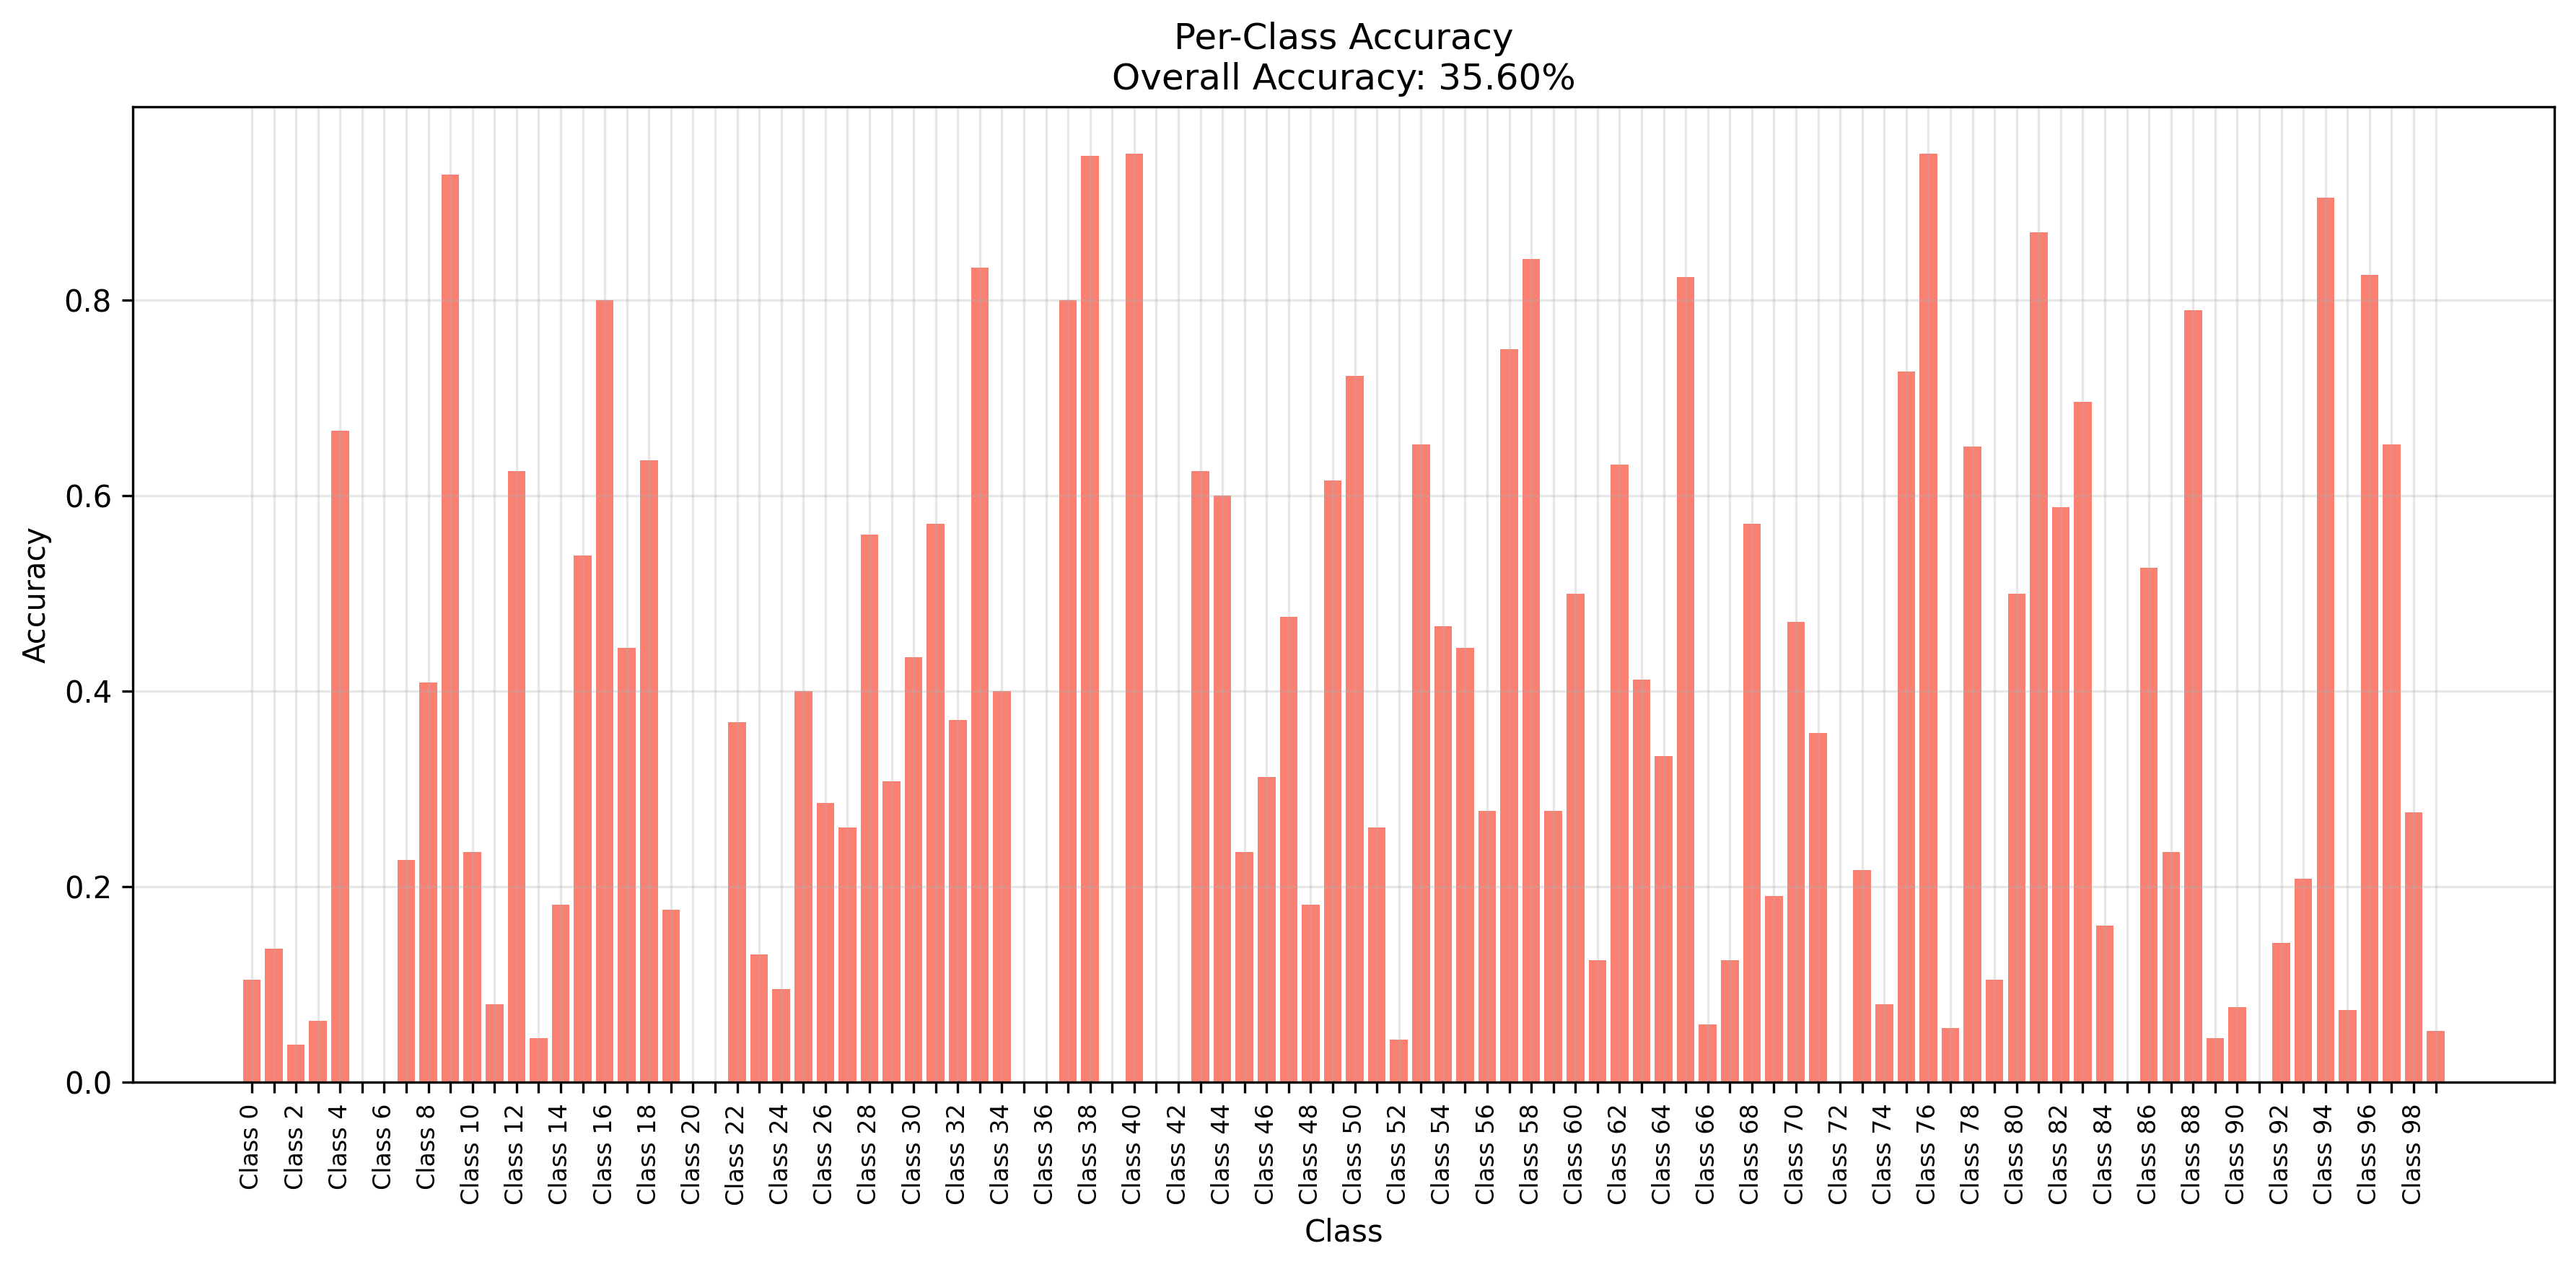 Per-Class Accuracy
Overall Accuracy: 35.60%
Accuracy
0.8
0.6
0.4
0.2
0.0
Class 0
Class 2
Class 4
Class 6
Class 8
Class 10
Class 12
Class 14
Class 16
Class 18
Class 20
Class 22
Class 24
Class 26
Class 28
Class 30
Class 32
Class 34
Class 36
Class 38
Class 40
Class 42
Class 44
Class 46
Class 48
Class 50
Class 52
Class 54
Class 56
Class 58
Class 60
Class 62
Class 64
Class 66
Class 68
Class 70
Class 72
Class 74
Class 76
Class 78
Class 80
Class 82
Class 84
Class 86
Class 88
Class 90
Class 92
Class 94
Class 96
Class 98
Class